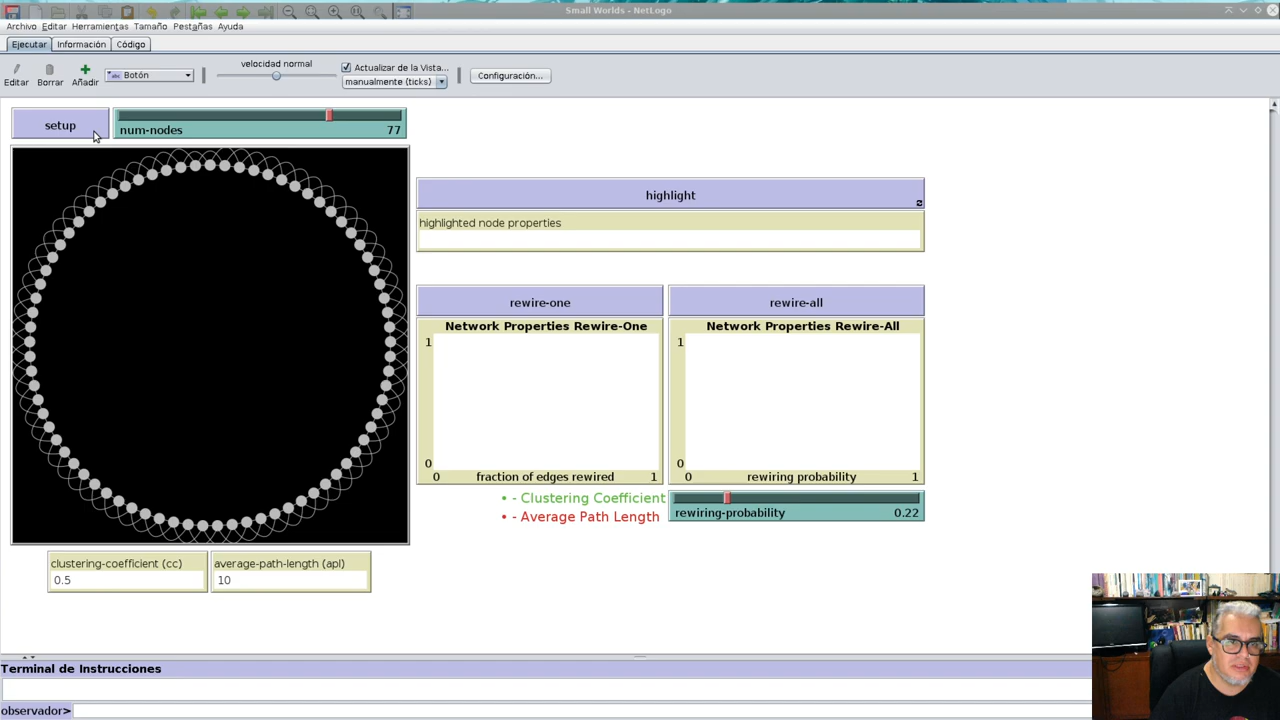 Small Worlds - NetLogo
Archivo Editar Herramientas Tamaño Pestañas Ayuda
Ejecutar Información Código
Editar Borrar Añadir
abc Botón
velocidad normal
Actualizar de la Vista...
manualmente (ticks)
Configuración...
setup
num-nodes 77
highlight
highlighted node properties
rewire-one
rewire-all
Network Properties Rewire-One
1
0
0 fraction of edges rewired 1
Network Properties Rewire-All
1
0
0 rewiring probability 1
• - Clustering Coefficient
• - Average Path Length
rewiring-probability 0.22
clustering-coefficient (cc)
0.5
average-path-length (apl)
10
Terminal de Instrucciones
observador>